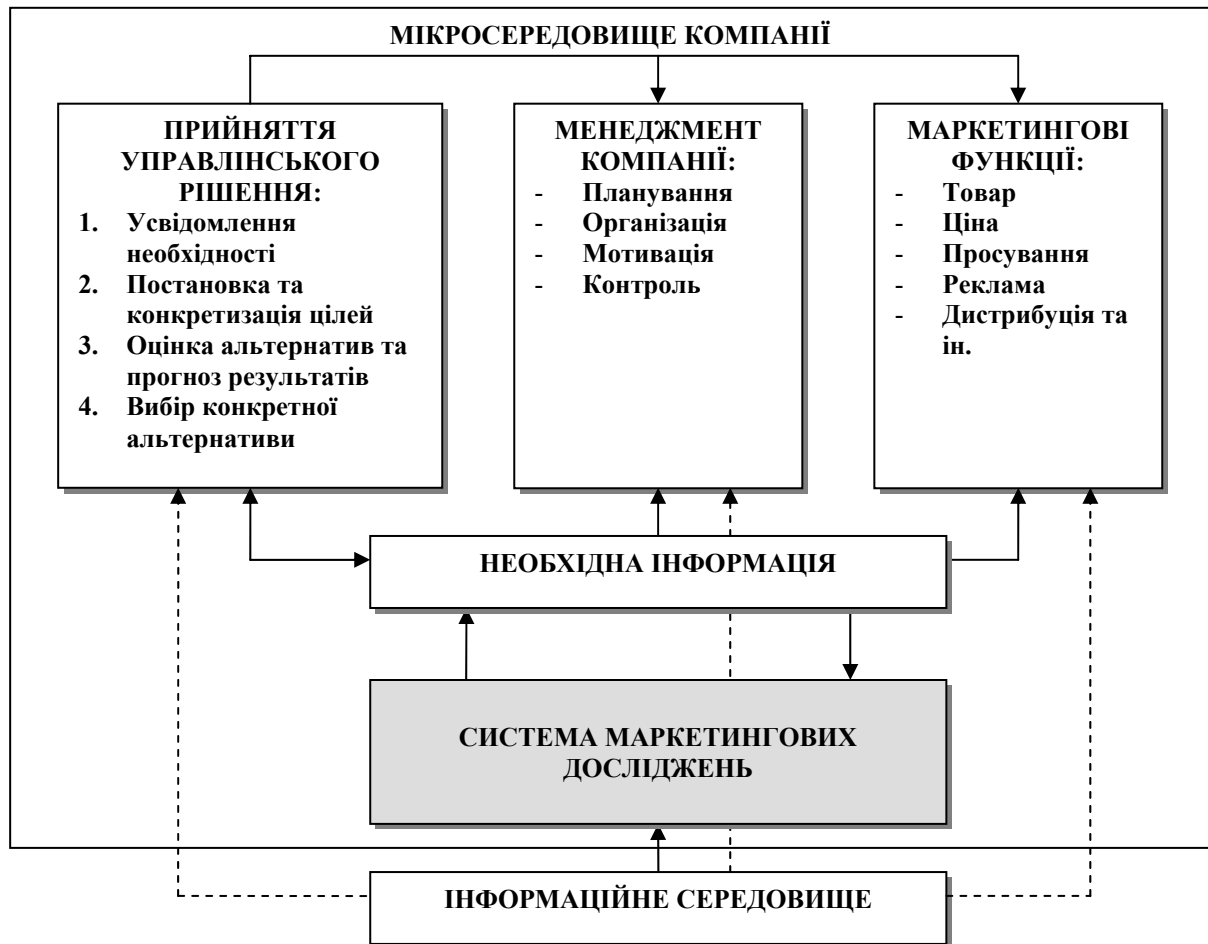 МІКРОСЕРЕДОВИЩЕ КОМПАНІЇ
ПРИЙНЯТТЯ
УПРАВЛІНСЬКОГО
РІШЕННЯ:
1. Усвідомлення
необхідності
2. Постановка та
конкретизація цілей
3. Оцінка альтернатив та
прогноз результатів
4. Вибір конкретної
альтернативи
МЕНЕДЖМЕНТ
КОМПАНІЇ:
- Планування
- Організація
- Мотивація
- Контроль
МАРКЕТИНГОВІ
ФУНКЦІЇ:
- Товар
- Ціна
- Просування
- Реклама
- Дистрибуція та
ін.
НЕОБХІДНА ІНФОРМАЦІЯ
СИСТЕМА МАРКЕТИНГОВИХ
ДОСЛІДЖЕНЬ
ІНФОРМАЦІЙНЕ СЕРЕДОВИЩЕ